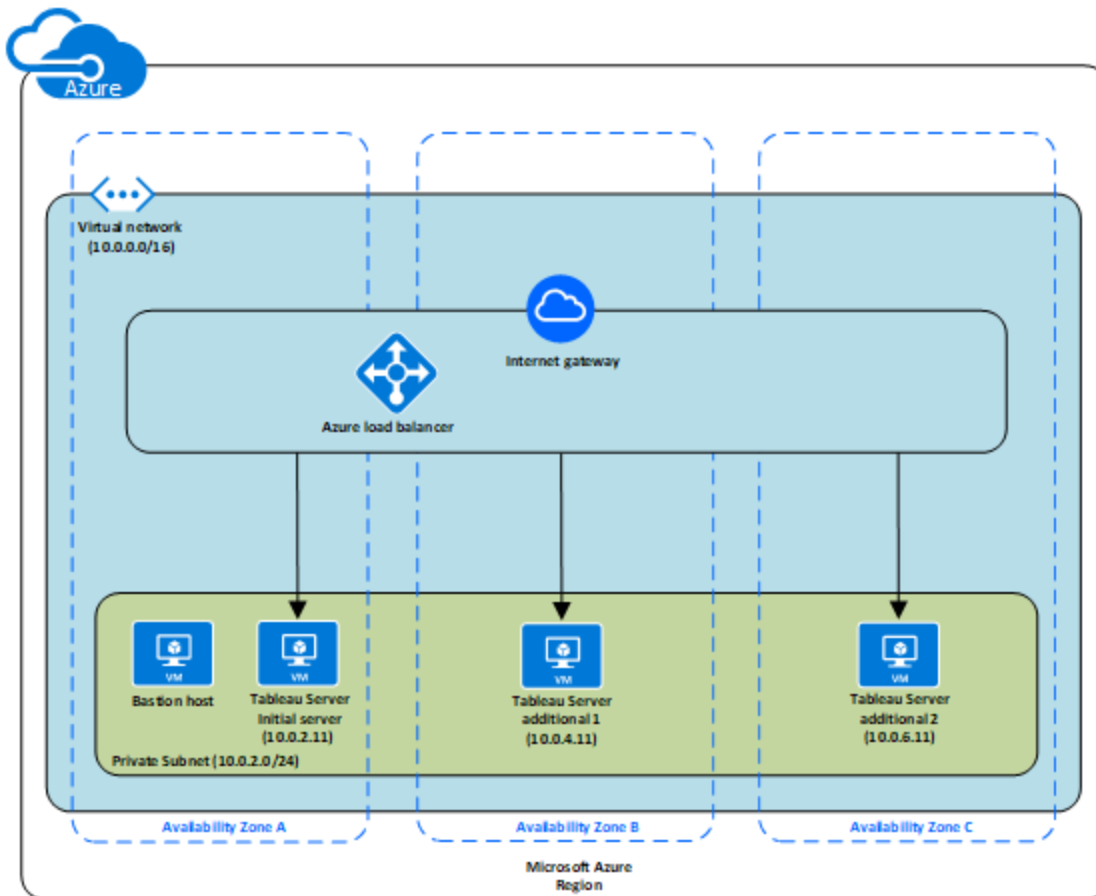 Azure
Virtual network
(10.0.0.0/16)
Internet gateway
Azure load balancer
VM
Bastion host
VM
Tableau Server
Initial server
(10.0.2.11)
VM
Tableau Server
additional 1
(10.0.4.11)
VM
Tableau Server
additional 2
(10.0.6.11)
Private Subnet (10.0.2.0/24)
Availability Zone A
Availability Zone B
Availability Zone C
Microsoft Azure
Region